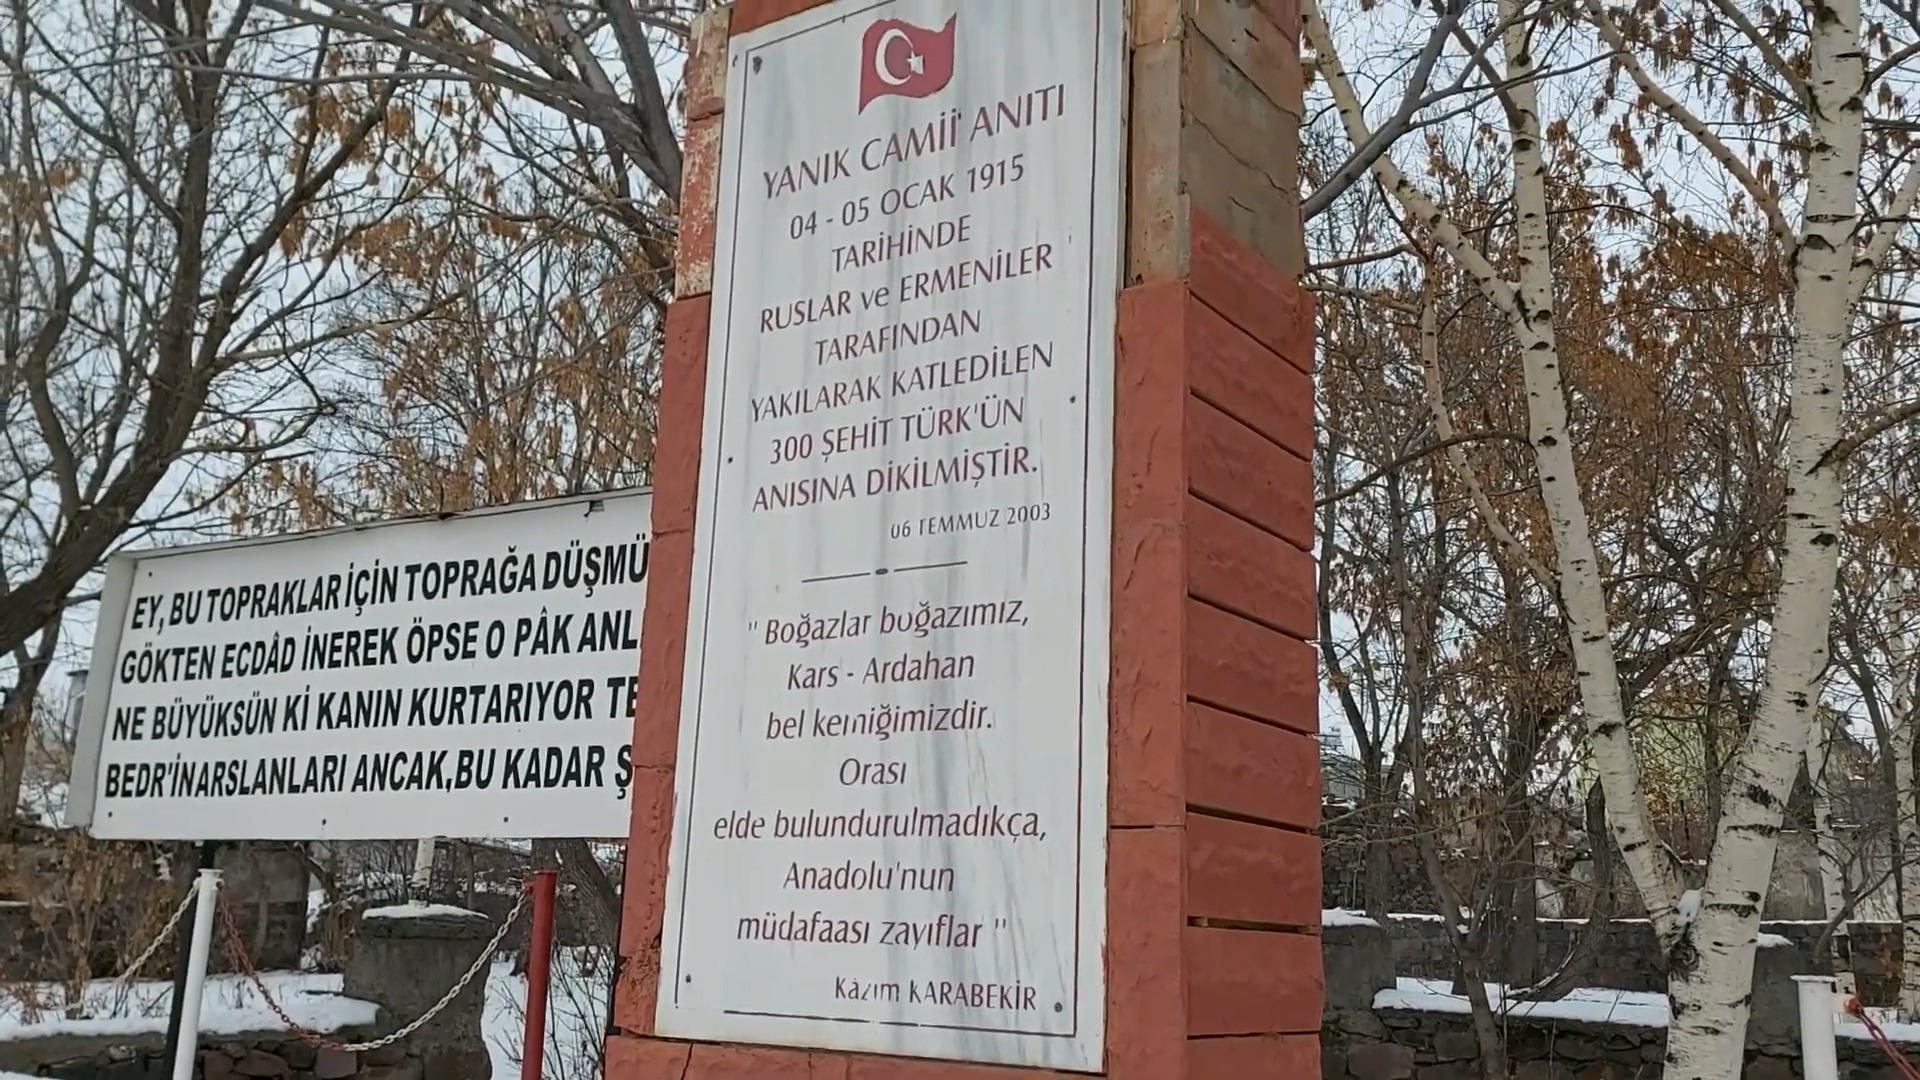 YANIK CAMİİ ANITI
04 - 05 OCAK 1915
TARİHİNDE
RUSLAR ve ERMENİLER
TARAFINDAN
YAKILARAK KATLEDİLEN
300 ŞEHİT TÜRK'ÜN
ANISINA DİKİLMİŞTİR.
06 TEMMUZ 2003
" Boğazlar boğazımız,
Kars - Ardahan
bel kemiğimizdir.
Orası
elde bulundurulmadıkça,
Anadolu'nun
müdafaası zayıflar "
Kâzım KARABEKİR
EY, BU TOPRAKLAR İÇİN TOPRAĞA DÜŞMÜ
GÖKTEN ECDÂD İNEREK ÖPSE O PÂK ANL
NE BÜYÜKSÜN Kİ KANIN KURTARIYOR TE
BEDR'İNARSLANLARI ANCAK,BU KADAR Ş